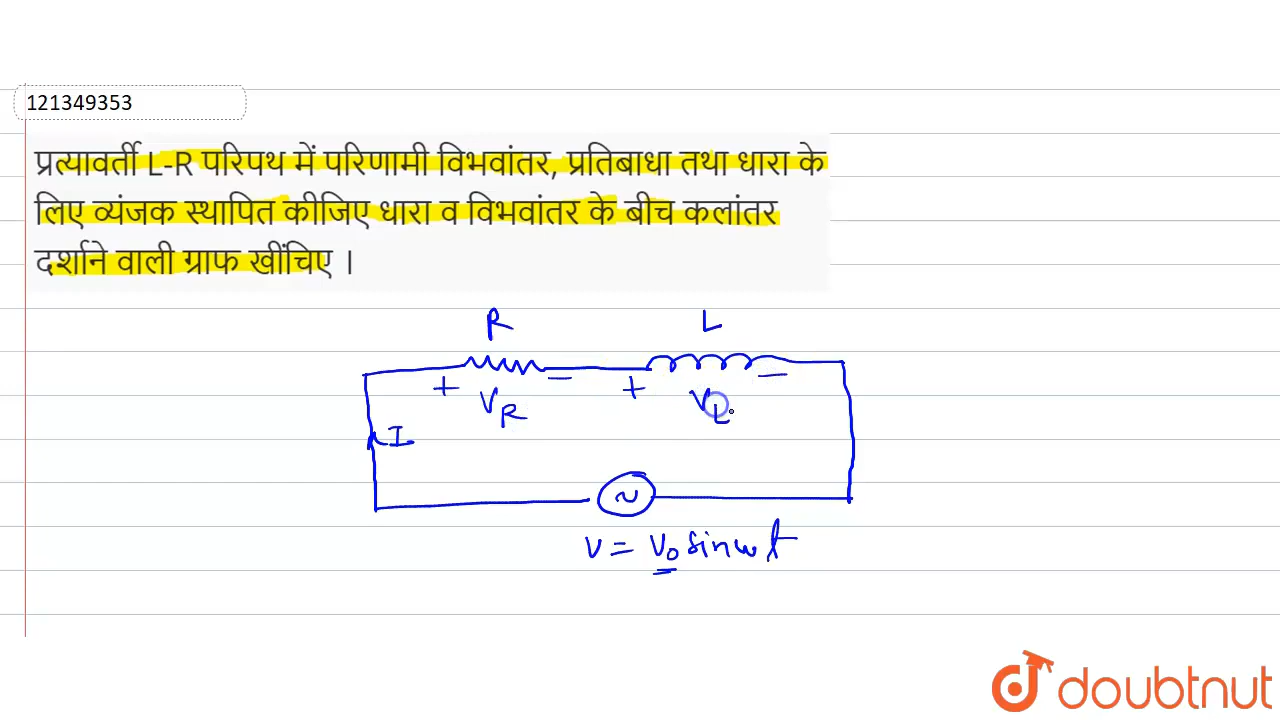 121349353
प्रत्यावर्ती L-R परिपथ में परिणामी विभवांतर, प्रतिबाधा तथा धारा के
लिए व्यंजक स्थापित कीजिए धारा व विभवांतर के बीच कलांतर
दर्शाने वाली ग्राफ खींचिए ।
R L
+ − + −
V_R V_L
I
~
V = V₀ sin ωt
doubtnut